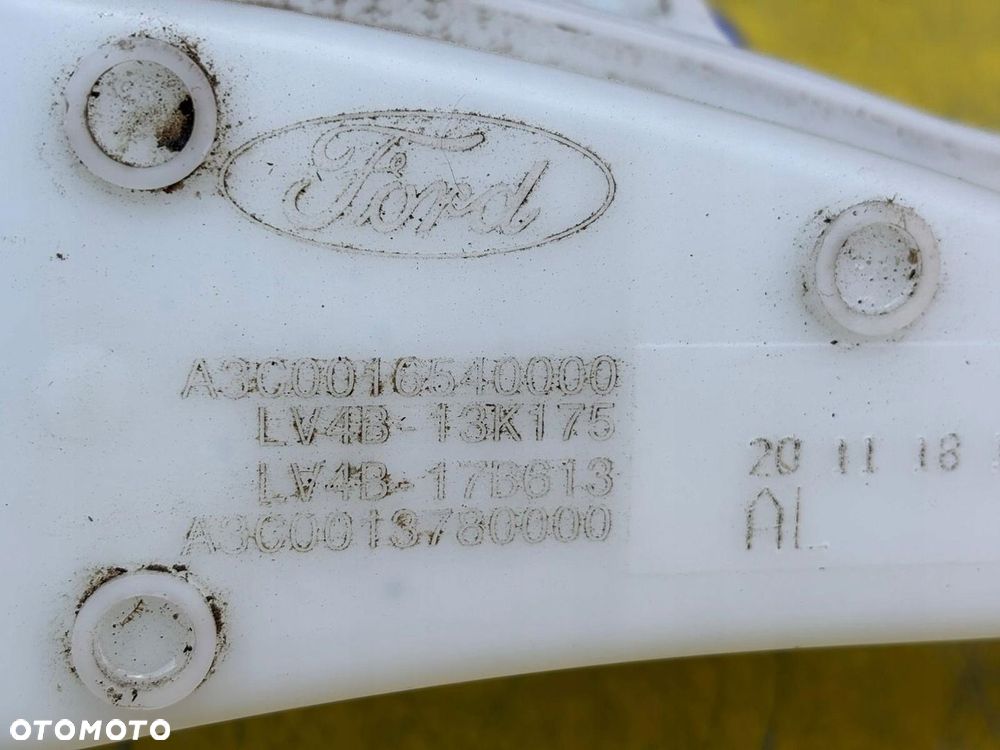 Ford
A3C0016540000
LV4B-13K175
LV4B-17B613
A3C0013780000
20 11 18
AL
OTOMOTO